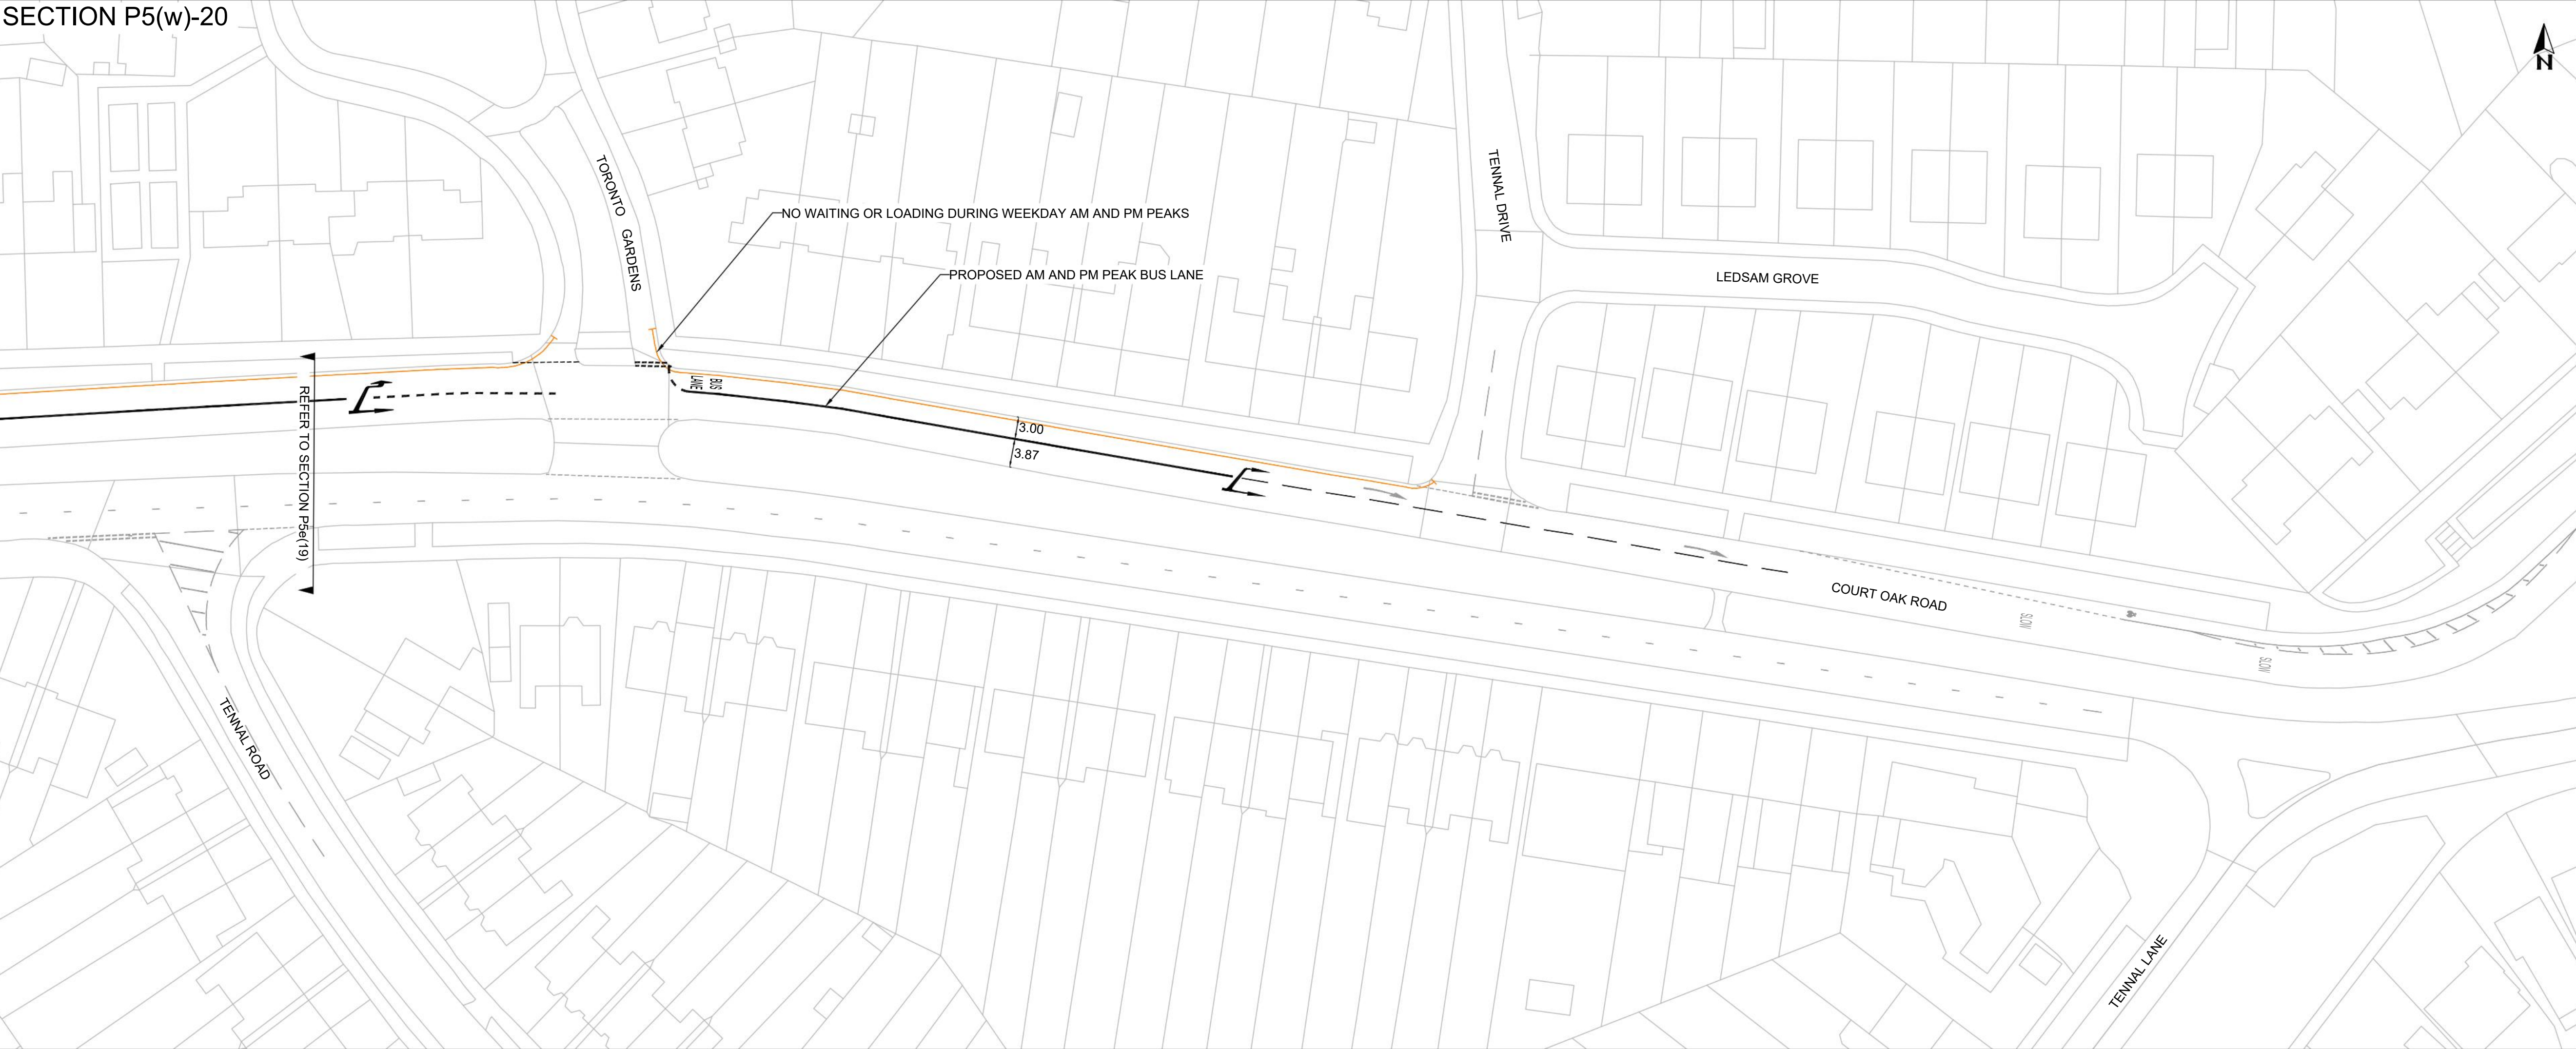 SECTION P5(w)-20
N
TORONTO GARDENS
TENNAL DRIVE
NO WAITING OR LOADING DURING WEEKDAY AM AND PM PEAKS
PROPOSED AM AND PM PEAK BUS LANE
LEDSAM GROVE
BUS
LANE
REFER TO SECTION P5e(19)
3.00
3.87
COURT OAK ROAD
SLOW
SLOW
TENNAL ROAD
TENNAL LANE